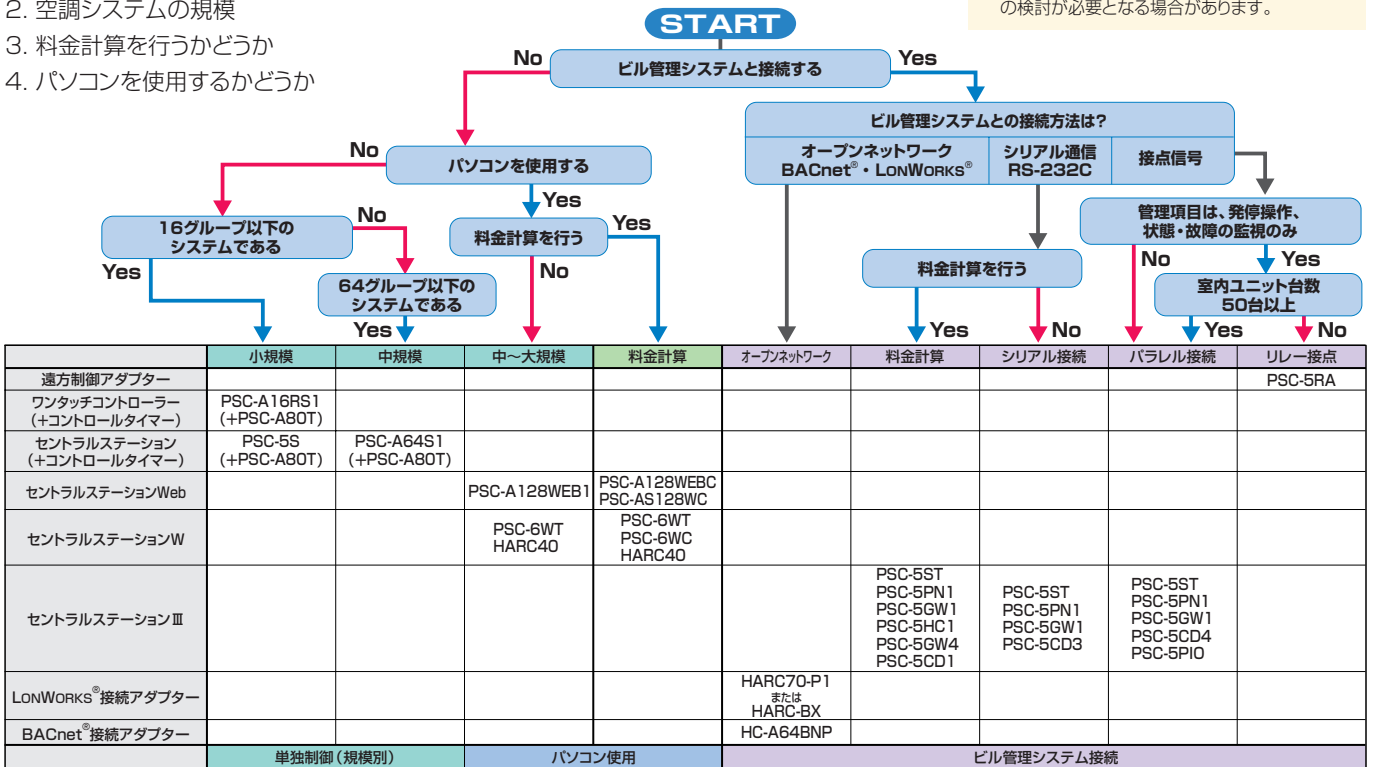 2. 空調システムの規模
の検討が必要となる場合があります。
3. 料金計算を行うかどうか
4. パソコンを使用するかどうか
START
No
ビル管理システムと接続する
Yes
ビル管理システムとの接続方法は?
オープンネットワーク
BACnet®・LONWORKS®
シリアル通信
RS-232C
接点信号
No
パソコンを使用する
Yes
16グループ以下の
システムである
No
Yes
料金計算を行う
Yes
No
64グループ以下の
システムである
Yes
料金計算を行う
Yes
No
管理項目は、発停操作、
状態・故障の監視のみ
No
Yes
室内ユニット台数
50台以上
Yes
No
小規模 中規模 中〜大規模 料金計算 オープンネットワーク 料金計算 シリアル接続 パラレル接続 リレー接点
遠方制御アダプター
PSC-5RA
ワンタッチコントローラー
(+コントロールタイマー)
PSC-A16RS1
(+PSC-A80T)
セントラルステーション
(+コントロールタイマー)
PSC-5S
(+PSC-A80T)
PSC-A64S1
(+PSC-A80T)
セントラルステーションWeb
PSC-A128WEB1
PSC-A128WEBC
PSC-AS128WC
セントラルステーションW
PSC-6WT
HARC40
PSC-6WT
PSC-6WC
HARC40
セントラルステーションⅢ
PSC-5ST
PSC-5PN1
PSC-5GW1
PSC-5HC1
PSC-5GW4
PSC-5CD1
PSC-5ST
PSC-5PN1
PSC-5GW1
PSC-5CD3
PSC-5ST
PSC-5PN1
PSC-5GW1
PSC-5CD4
PSC-5PIO
LONWORKS®接続アダプター
HARC70-P1
または
HARC-BX
BACnet®接続アダプター
HC-A64BNP
単独制御(規模別) パソコン使用 ビル管理システム接続